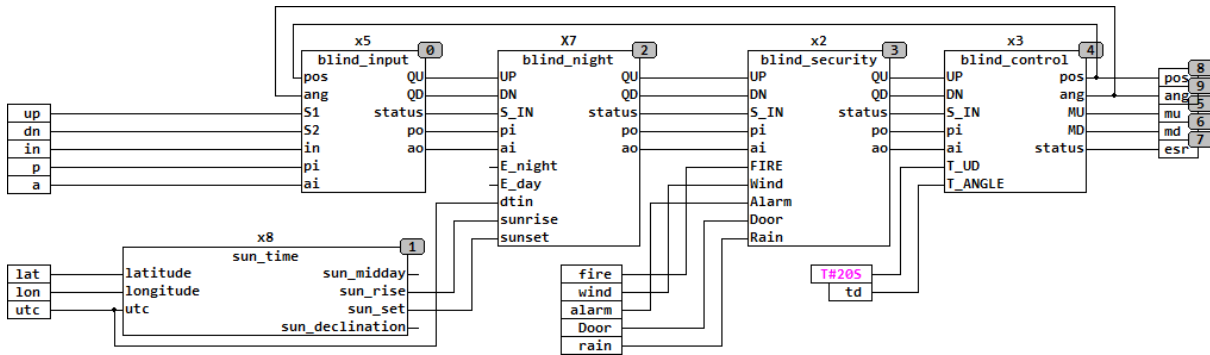 x5
0
blind_input
pos QU
ang QD
S1 status
S2 po
in ao
pi
ai
up
dn
in
p
a
X7
2
blind_night
UP QU
DN QD
S_IN status
pi po
ai ao
E_night
E_day
dtin
sunrise
sunset
x2
3
blind_security
UP QU
DN QD
S_IN status
pi po
ai ao
FIRE
Wind
Alarm
Door
Rain
x3
4
blind_control
UP pos
DN ang
S_IN MU
pi MD
ai status
T_UD
T_ANGLE
8
pos
9
ang
5
mu
6
md
7
esr
x8
1
sun_time
latitude sun_midday
longitude sun_rise
utc sun_set
sun_declination
lat
lon
utc
fire
wind
alarm
Door
rain
T#20S
td